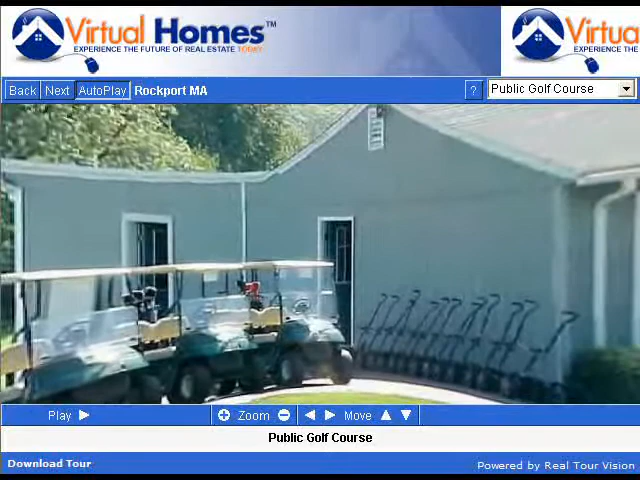 Virtual Homes™
EXPERIENCE THE FUTURE OF REAL ESTATE TODAY
Virtua
EXPERIENCE THE
Back Next AutoPlay Rockport MA ? Public Golf Course
Play Zoom Move
Public Golf Course
Download Tour
Powered by Real Tour Vision